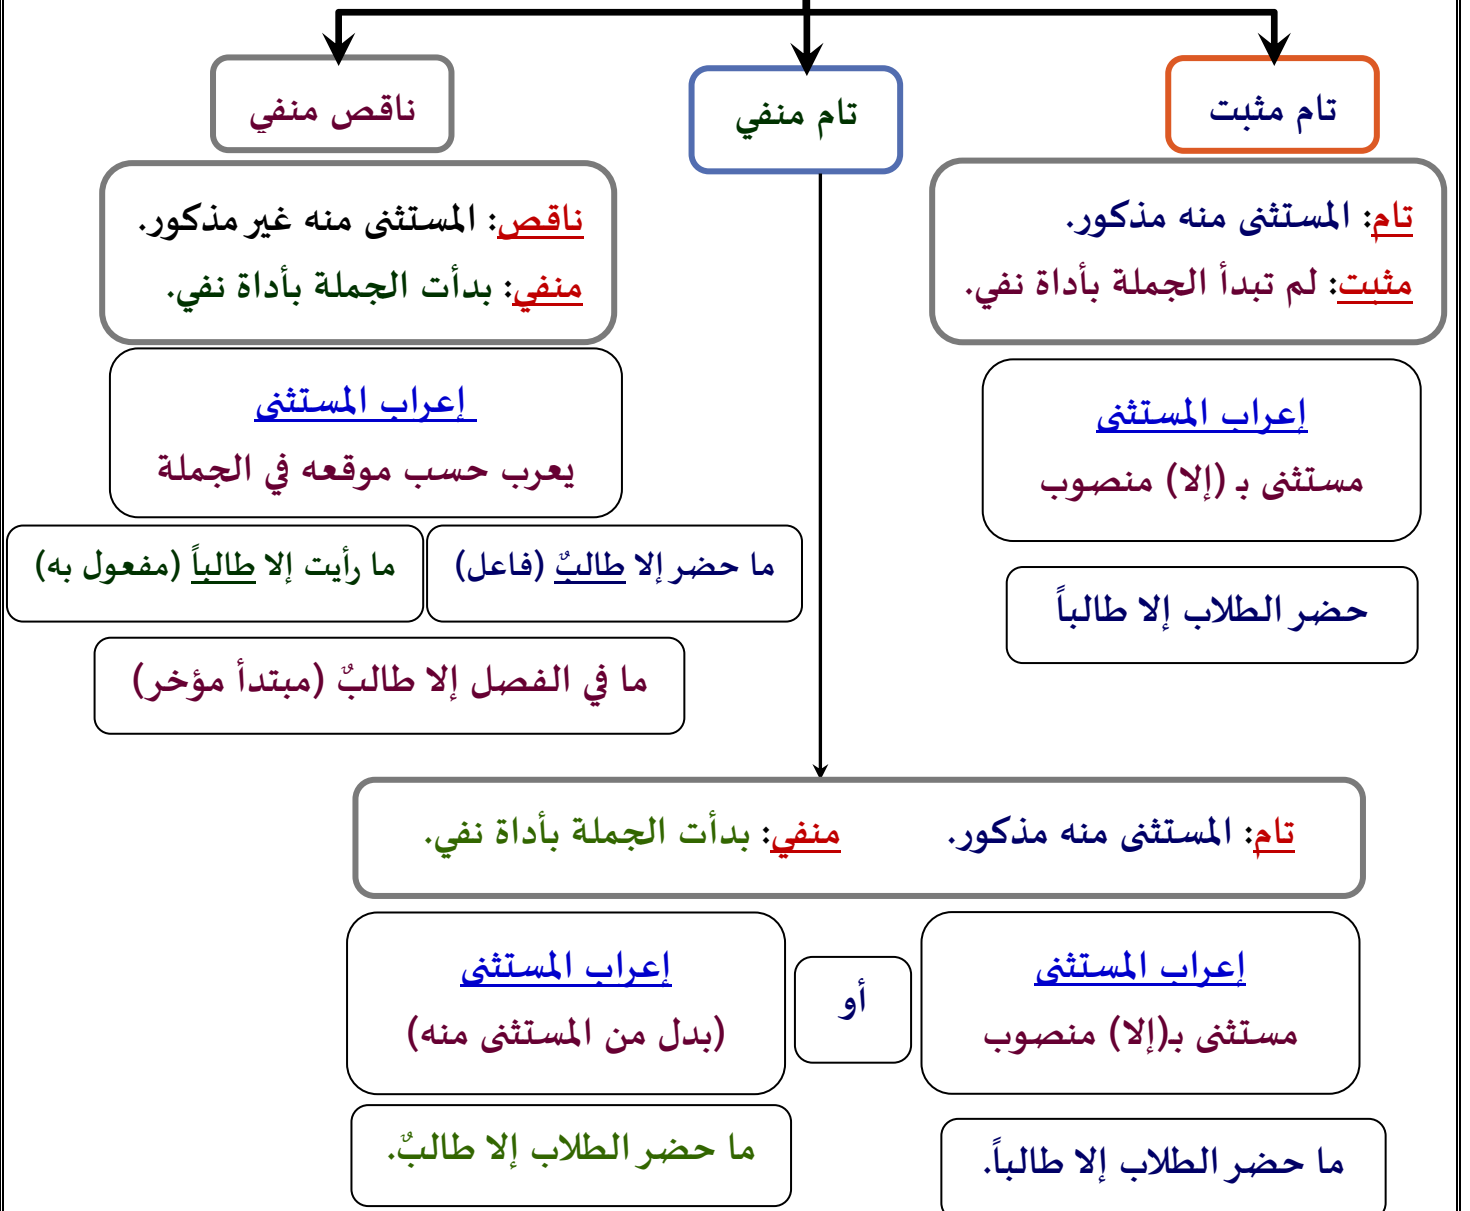 تام مثبت
تام منفي
ناقص منفي
تام: المستثنى منه مذكور.
مثبت: لم تبدأ الجملة بأداة نفي.
ناقص: المستثنى منه غير مذكور.
منفي: بدأت الجملة بأداة نفي.
إعراب المستثنى
مستثنى بـ (إلا) منصوب
إعراب المستثنى
يعرب حسب موقعه في الجملة
حضر الطلاب إلا طالباً
ما حضر إلا طالبٌ (فاعل)
ما رأيت إلا طالباً (مفعول به)
ما في الفصل إلا طالبٌ (مبتدأ مؤخر)
تام: المستثنى منه مذكور. منفي: بدأت الجملة بأداة نفي.
إعراب المستثنى
مستثنى بـ(إلا) منصوب
أو
إعراب المستثنى
(بدل من المستثنى منه)
ما حضر الطلاب إلا طالباً.
ما حضر الطلاب إلا طالبٌ.